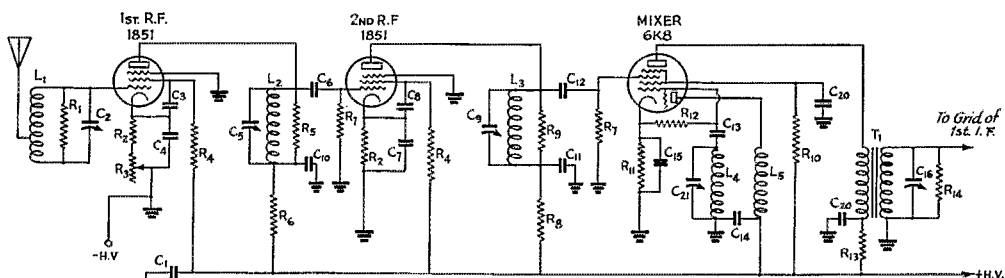 1ST. R.F.
1851
2ND R.F
1851
MIXER
6K8
L1
R1
C2
C3
C4
R2
R3
R4
-H.V
C1
L2
C5
R5
C6
C10
R6
R7
C8
C7
R2
R4
L3
C9
R9
C12
C11
R8
R7
R12
C13
R11
C15
C21
L4
L5
C14
R10
C20
T1
C20
R13
C16
R14
To Grid of
1st. I.F.
+H.V.